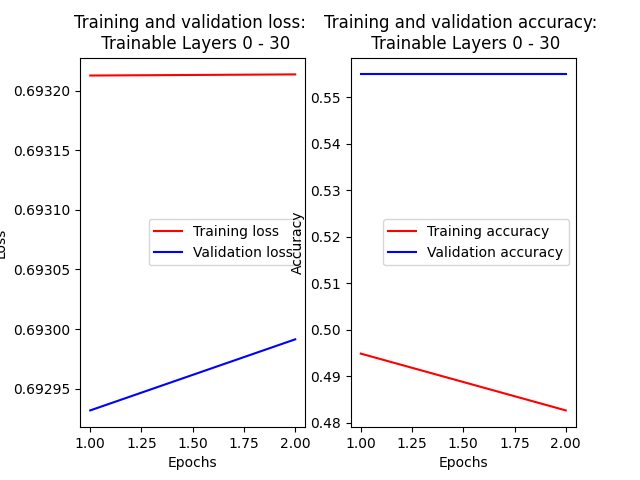 Training and validation loss:
Trainable Layers 0 - 30
0.69320
0.69315
0.69310
0.69305
0.69300
0.69295
Loss
Training loss
Validation loss
1.00 1.25 1.50 1.75 2.00
Epochs
Training and validation accuracy:
Trainable Layers 0 - 30
0.55
0.54
0.53
0.52
0.51
0.50
0.49
0.48
Accuracy
Training accuracy
Validation accuracy
1.00 1.25 1.50 1.75 2.00
Epochs